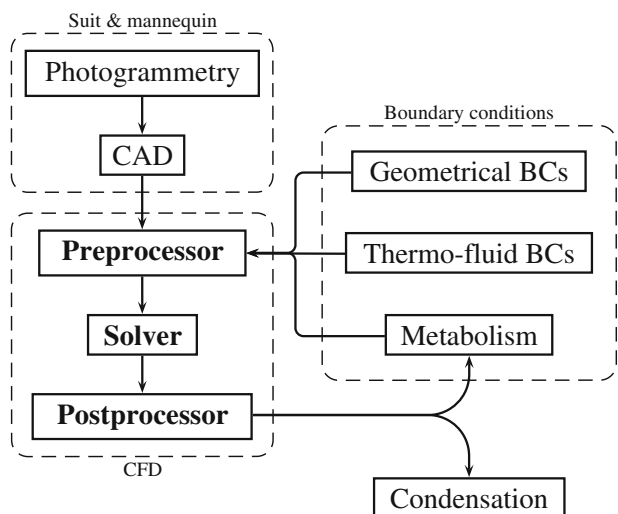 Suit & mannequin
Photogrammetry
CAD
Boundary conditions
Geometrical BCs
Thermo-fluid BCs
Metabolism
Preprocessor
Solver
Postprocessor
CFD
Condensation